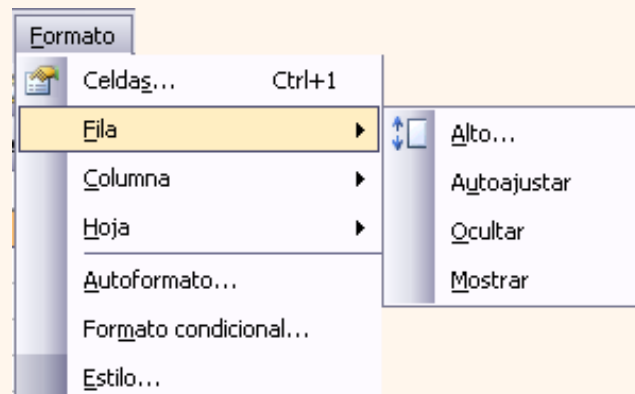 Formato
Celdas... Ctrl+1
Fila
Columna
Hoja
Autoformato...
Formato condicional...
Estilo...
Alto...
Autoajustar
Ocultar
Mostrar